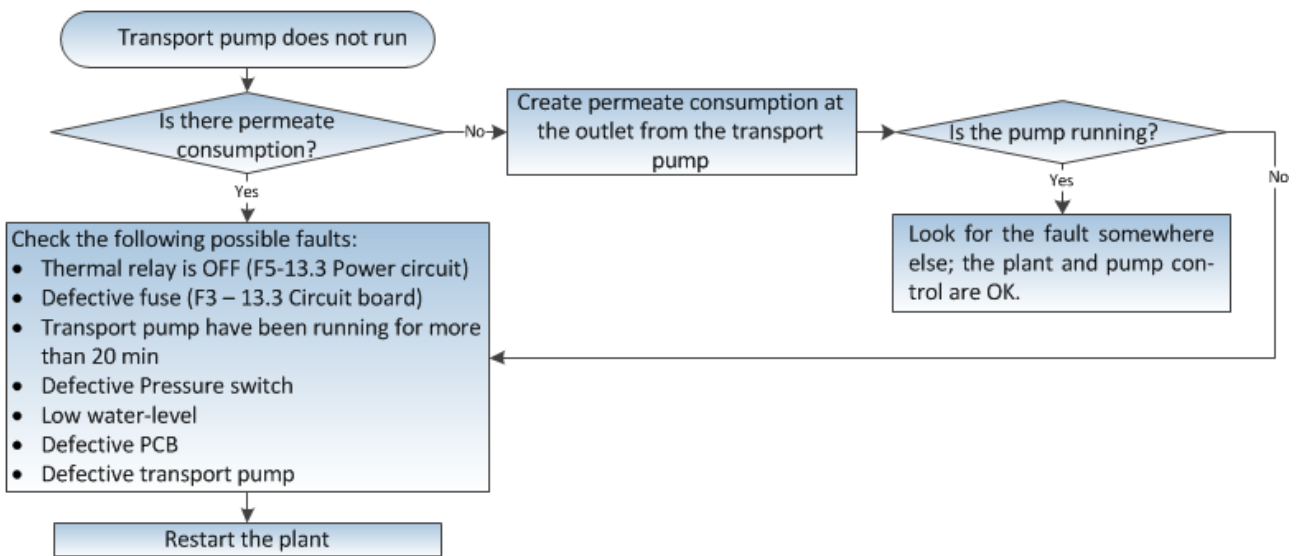 Transport pump does not run
Is there permeate
consumption?
No
Create permeate consumption at
the outlet from the transport
pump
Is the pump running?
No
Yes
Yes
Look for the fault somewhere
else; the plant and pump con-
trol are OK.
Check the following possible faults:
• Thermal relay is OFF (F5-13.3 Power circuit)
• Defective fuse (F3 – 13.3 Circuit board)
• Transport pump have been running for more
than 20 min
• Defective Pressure switch
• Low water-level
• Defective PCB
• Defective transport pump
Restart the plant